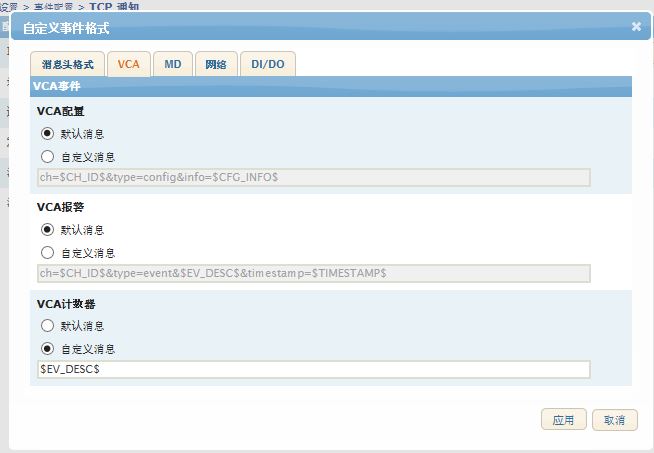 设置 > 事件配置 > TCP 通知
自定义事件格式
消息头格式 VCA MD 网络 DI/DO
VCA事件
VCA配置
默认消息
自定义消息
ch=$CH_ID$&type=config&info=$CFG_INFO$
VCA报警
默认消息
自定义消息
ch=$CH_ID$&type=event&$EV_DESC$&timestamp=$TIMESTAMP$
VCA计数器
默认消息
自定义消息
$EV_DESC$
应用 取消